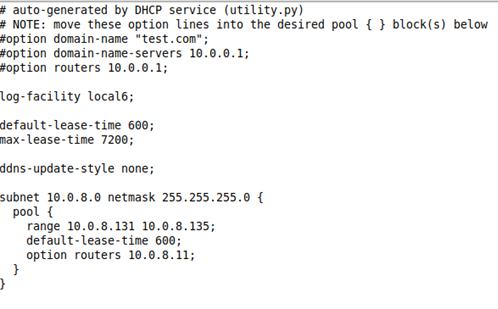 # auto-generated by DHCP service (utility.py)
# NOTE: move these option lines into the desired pool { } block(s) below
#option domain-name "test.com";
#option domain-name-servers 10.0.0.1;
#option routers 10.0.0.1;

log-facility local6;

default-lease-time 600;
max-lease-time 7200;

ddns-update-style none;

subnet 10.0.8.0 netmask 255.255.255.0 {
  pool {
    range 10.0.8.131 10.0.8.135;
    default-lease-time 600;
    option routers 10.0.8.11;
  }
}